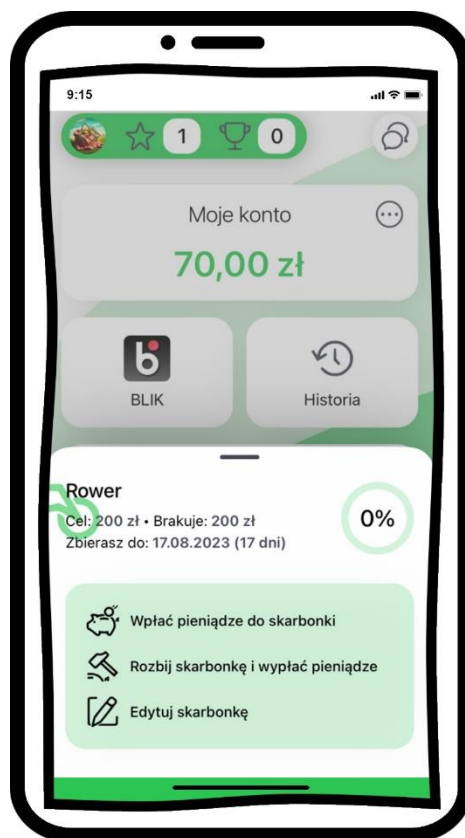 9:15
1
0
Moje konto
70,00 zł
BLIK
Historia
Rower
Cel: 200 zł • Brakuje: 200 zł
Zbierasz do: 17.08.2023 (17 dni)
0%
Wpłać pieniądze do skarbonki
Rozbij skarbonkę i wypłać pieniądze
Edytuj skarbonkę